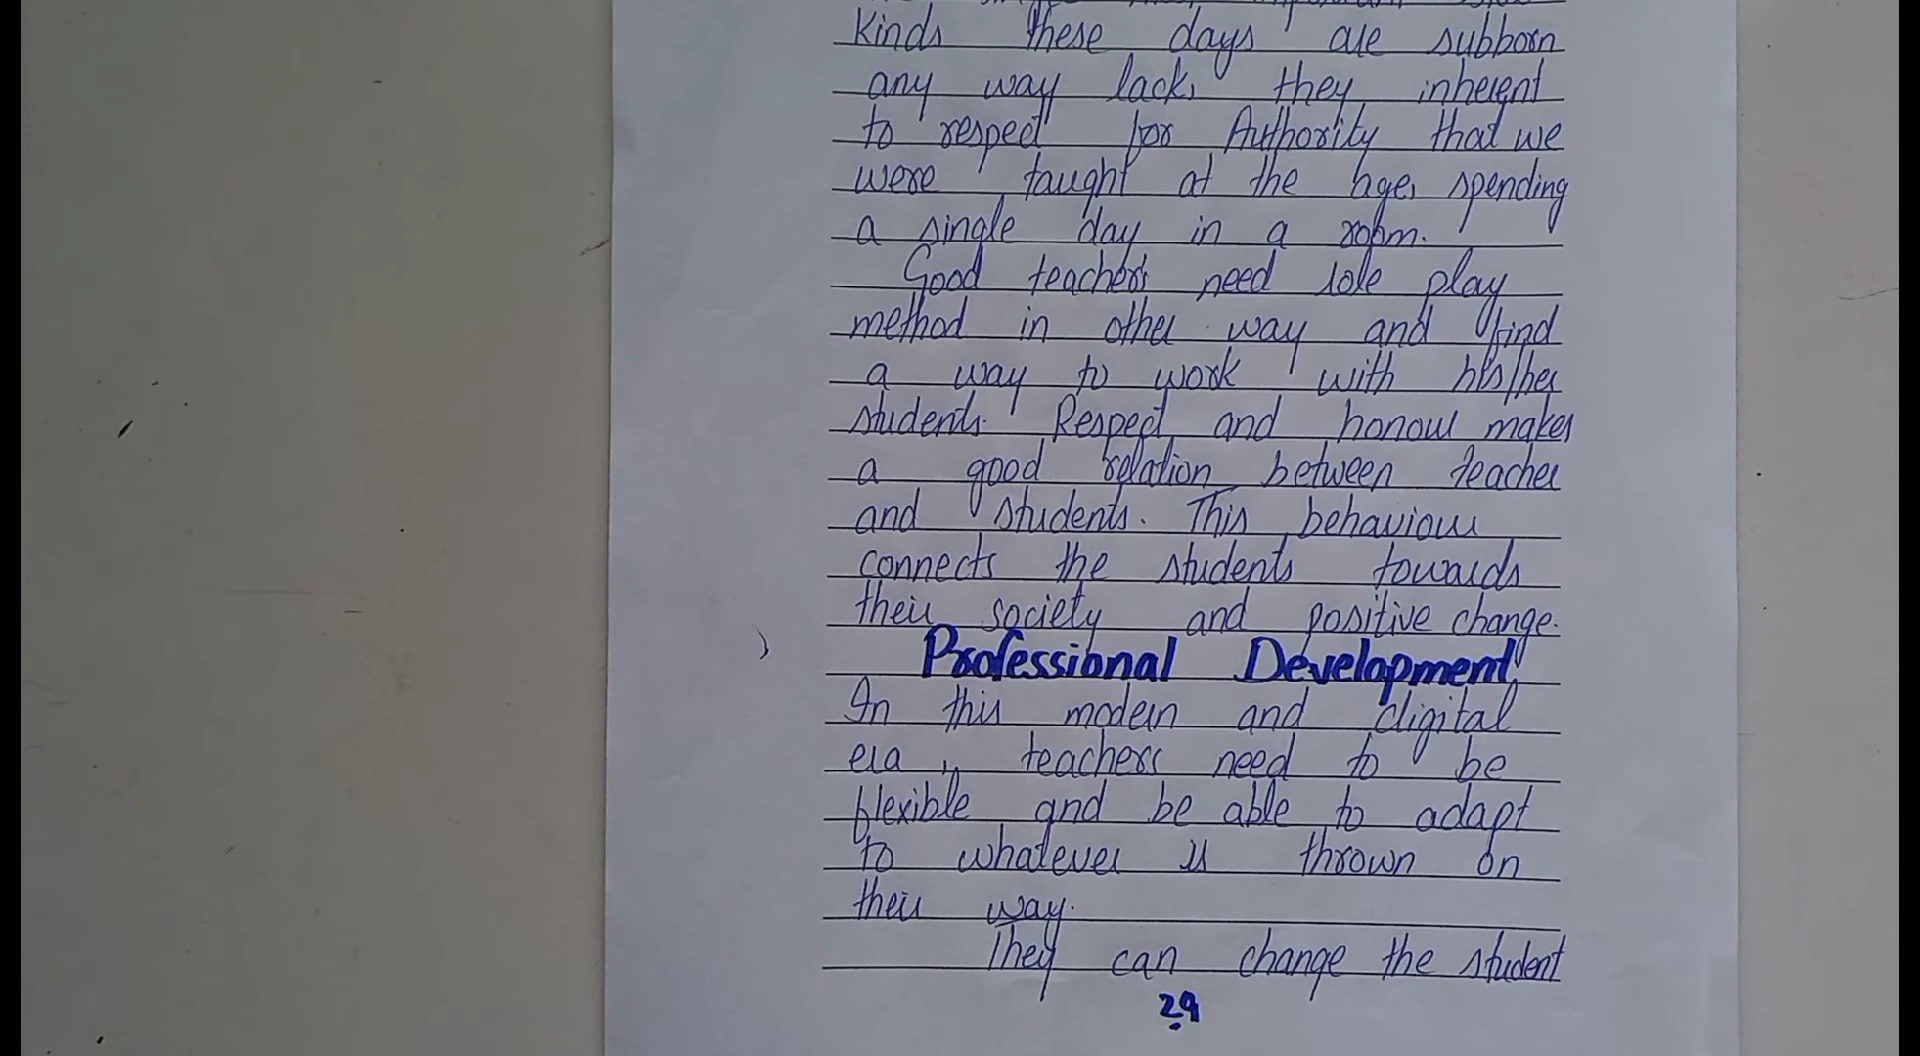 kinds these days are subborn
any way lack, they inherent
to respect for Authority that we
were taught at the age, spending
a single day in a room.
Good teachers need role play
method in other way and find
a way to work with his/her
students. Respect and honour makes
a good relation between teacher
and students. This behaviour
connects the students towards
their society and positive change.
Professional Development
In this modern and digital
era, teachers need to be
flexible and be able to adapt
to whatever is thrown on
their way.
They can change the student
29